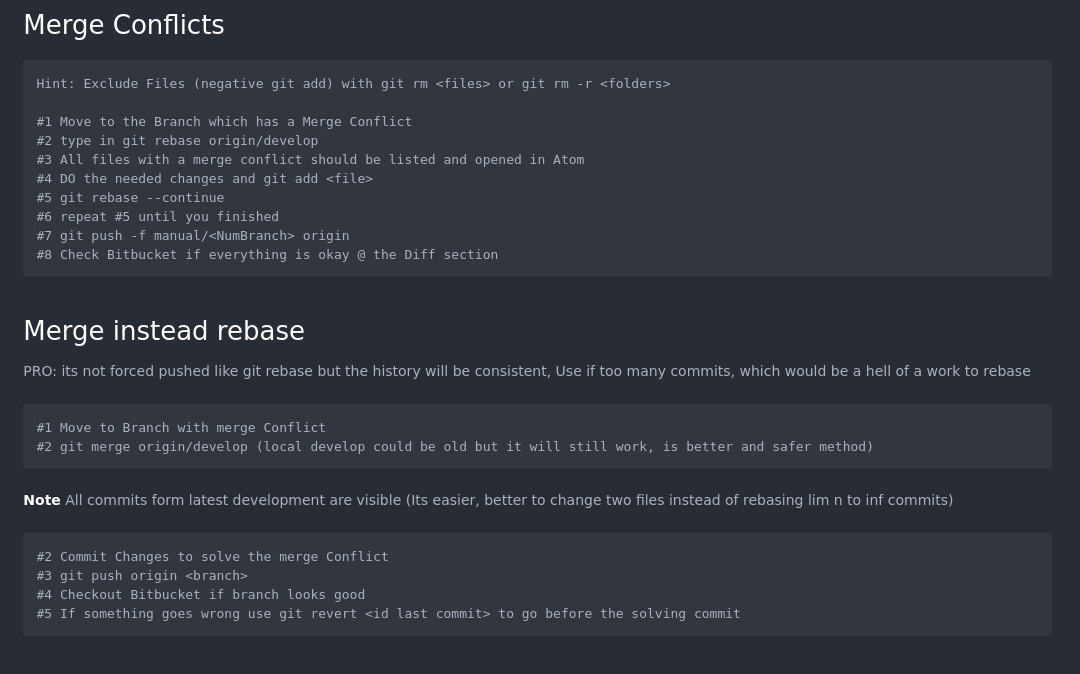 Merge Conflicts
Hint: Exclude Files (negative git add) with git rm <files> or git rm -r <folders>
#1 Move to the Branch which has a Merge Conflict
#2 type in git rebase origin/develop
#3 All files with a merge conflict should be listed and opened in Atom
#4 DO the needed changes and git add <file>
#5 git rebase --continue
#6 repeat #5 until you finished
#7 git push -f manual/<NumBranch> origin
#8 Check Bitbucket if everything is okay @ the Diff section
Merge instead rebase
PRO: its not forced pushed like git rebase but the history will be consistent, Use if too many commits, which would be a hell of a work to rebase
#1 Move to Branch with merge Conflict
#2 git merge origin/develop (local develop could be old but it will still work, is better and safer method)
Note All commits form latest development are visible (Its easier, better to change two files instead of rebasing lim n to inf commits)
#2 Commit Changes to solve the merge Conflict
#3 git push origin <branch>
#4 Checkout Bitbucket if branch looks good
#5 If something goes wrong use git revert <id last commit> to go before the solving commit